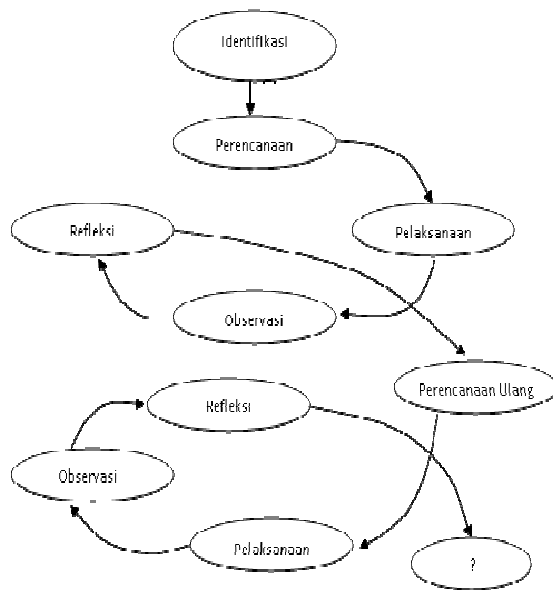 Identifikasi
Perencanaan
Refleksi
Pelaksanaan
Observasi
Perencanaan Ulang
Refleksi
Observasi
Pelaksanaan
?